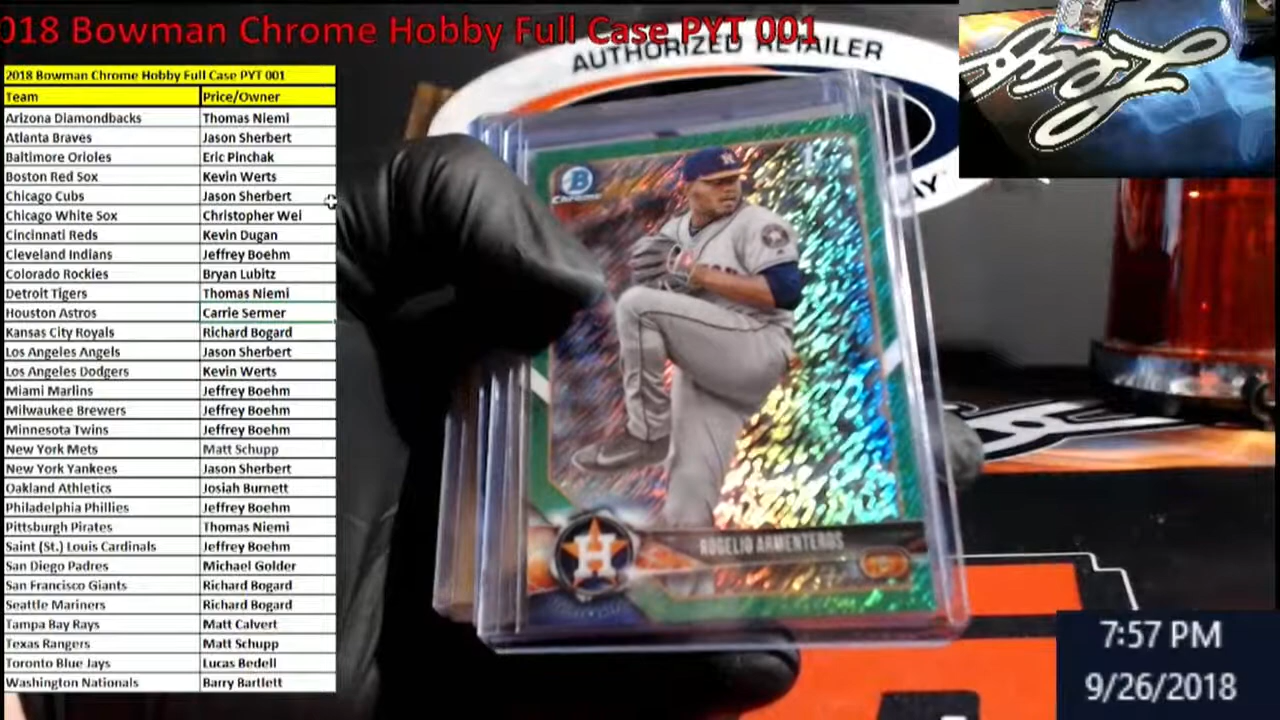 018 Bowman Chrome Hobby Full Case PYT 001
AUTHORIZED RETAILER
2018 Bowman Chrome Hobby Full Case PYT 001
Team Price/Owner
Arizona Diamondbacks Thomas Niemi
Atlanta Braves Jason Sherbert
Baltimore Orioles Eric Pinchak
Boston Red Sox Kevin Werts
Chicago Cubs Jason Sherbert
Chicago White Sox Christopher Wei
Cincinnati Reds Kevin Dugan
Cleveland Indians Jeffrey Boehm
Colorado Rockies Bryan Lubitz
Detroit Tigers Thomas Niemi
Houston Astros Carrie Sermer
Kansas City Royals Richard Bogard
Los Angeles Angels Jason Sherbert
Los Angeles Dodgers Kevin Werts
Miami Marlins Jeffrey Boehm
Milwaukee Brewers Jeffrey Boehm
Minnesota Twins Jeffrey Boehm
New York Mets Matt Schupp
New York Yankees Jason Sherbert
Oakland Athletics Josiah Burnett
Philadelphia Phillies Jeffrey Boehm
Pittsburgh Pirates Thomas Niemi
Saint (St.) Louis Cardinals Jeffrey Boehm
San Diego Padres Michael Golder
San Francisco Giants Richard Bogard
Seattle Mariners Richard Bogard
Tampa Bay Rays Matt Calvert
Texas Rangers Matt Schupp
Toronto Blue Jays Lucas Bedell
Washington Nationals Barry Bartlett
1st
B
CHROME
H
ROGELIO ARMENTEROS
Leaf
7:57 PM
9/26/2018